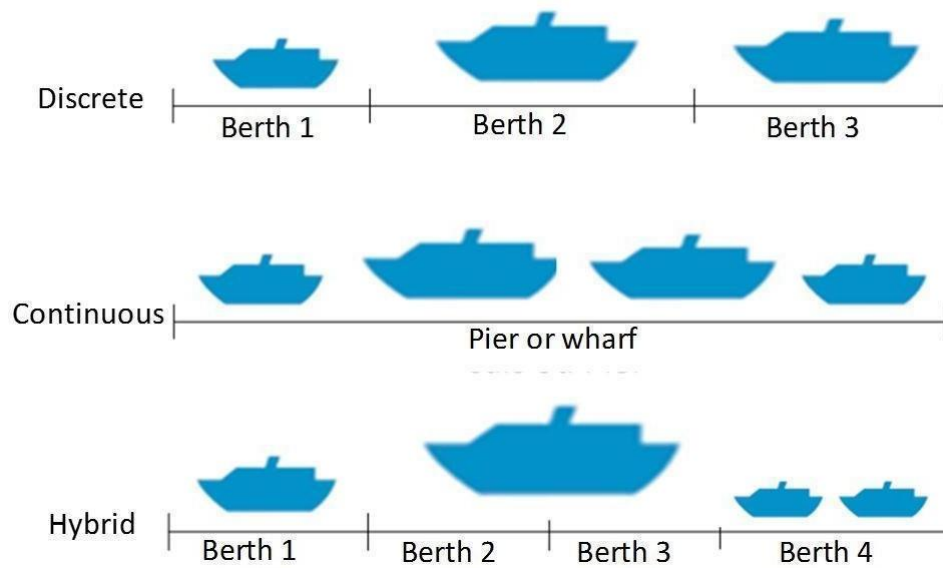 Discrete
Berth 1
Berth 2
Berth 3
Continuous
Pier or wharf
Hybrid
Berth 1
Berth 2
Berth 3
Berth 4